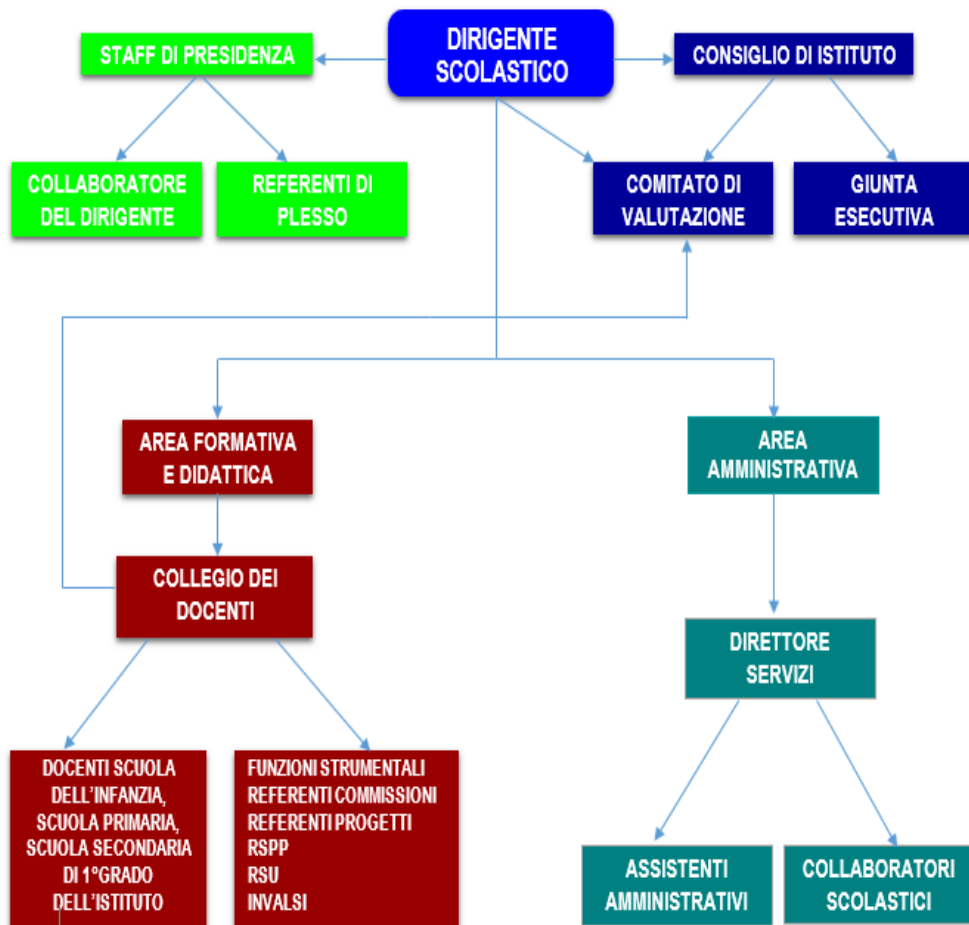 STAFF DI PRESIDENZA
DIRIGENTE
SCOLASTICO
CONSIGLIO DI ISTITUTO
COLLABORATORE
DEL DIRIGENTE
REFERENTI DI
PLESSO
COMITATO DI
VALUTAZIONE
GIUNTA
ESECUTIVA
AREA FORMATIVA
E DIDATTICA
AREA
AMMINISTRATIVA
COLLEGIO DEI
DOCENTI
DIRETTORE
SERVIZI
DOCENTI SCUOLA
DELL'INFANZIA,
SCUOLA PRIMARIA,
SCUOLA SECONDARIA
DI 1°GRADO
DELL'ISTITUTO
FUNZIONI STRUMENTALI
REFERENTI COMMISSIONI
REFERENTI PROGETTI
RSPP
RSU
INVALSI
ASSISTENTI
AMMINISTRATIVI
COLLABORATORI
SCOLASTICI